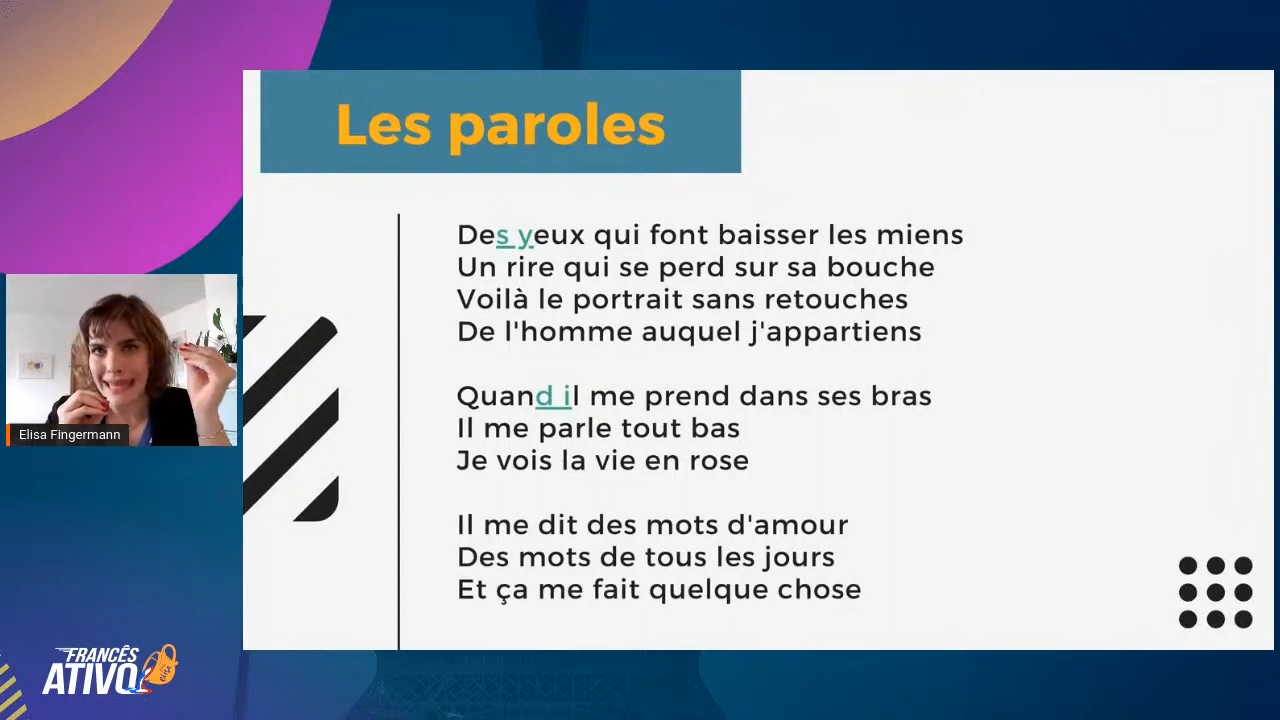 Les paroles
Des yeux qui font baisser les miens
Un rire qui se perd sur sa bouche
Voilà le portrait sans retouches
De l'homme auquel j'appartiens
Quand il me prend dans ses bras
Il me parle tout bas
Je vois la vie en rose
Il me dit des mots d'amour
Des mots de tous les jours
Et ça me fait quelque chose
Elisa Fingermann
FRANCÊS
ATIVO